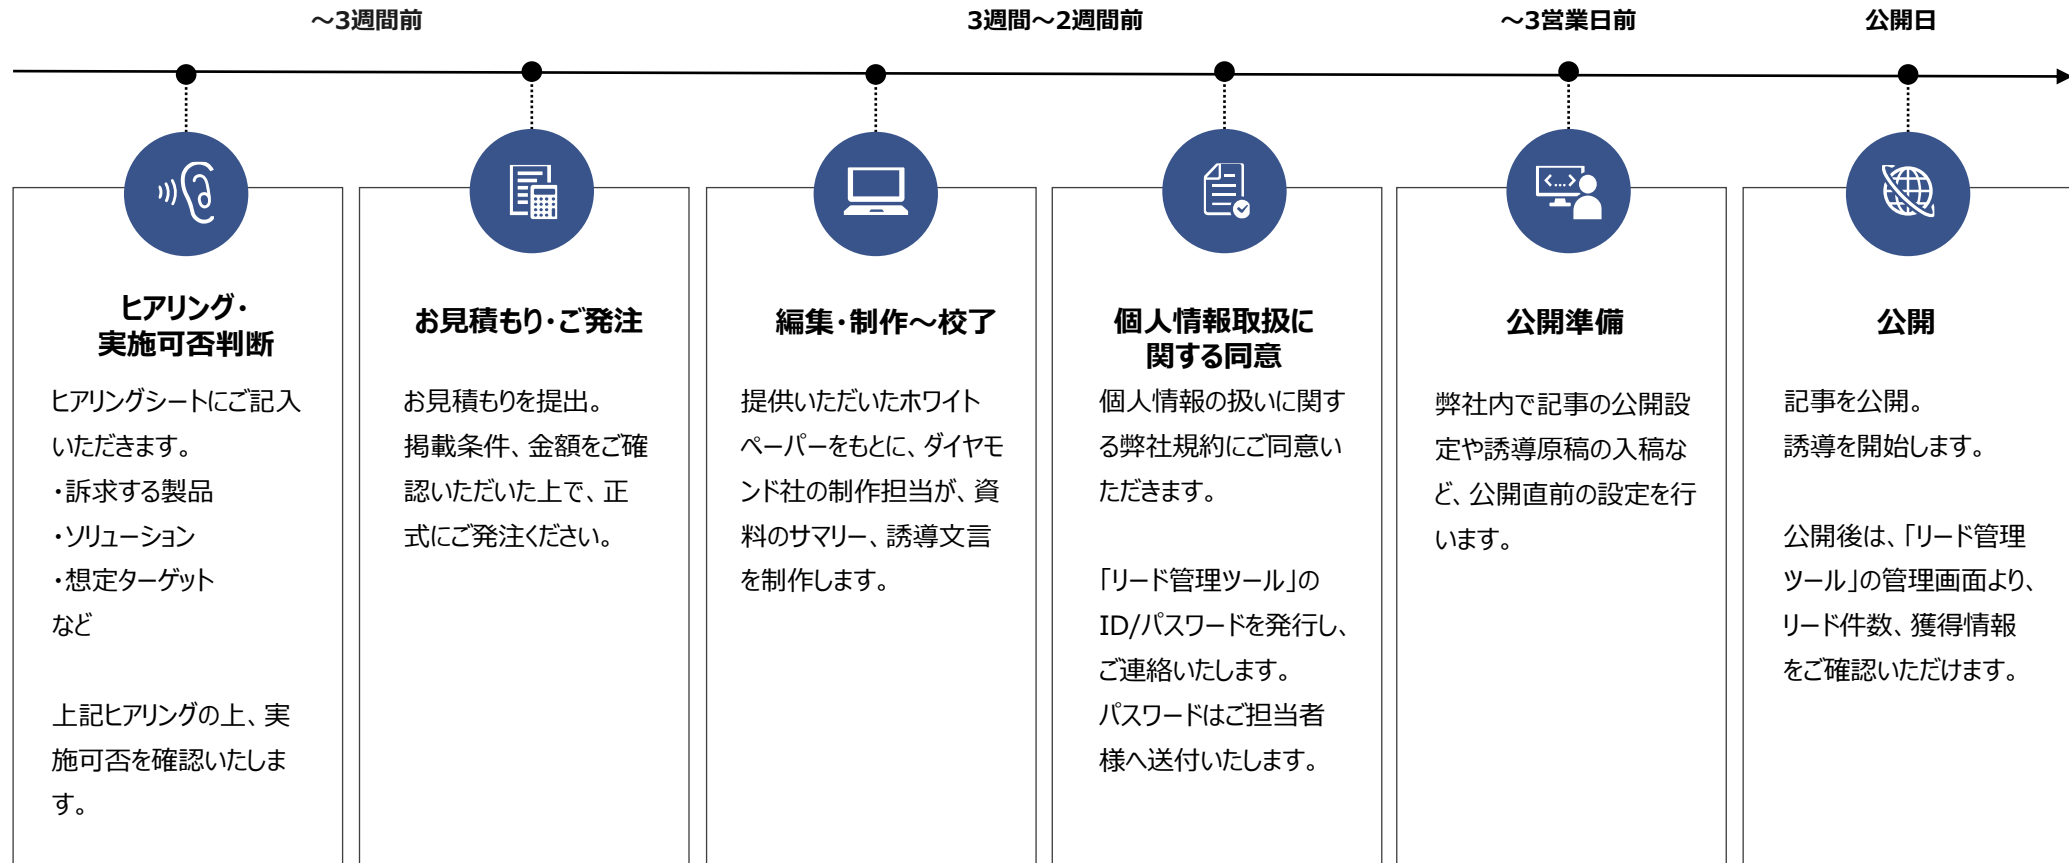 ～3週間前
3週間～2週間前
～3営業日前
公開日
ヒアリング・
実施可否判断
ヒアリングシートにご記入
いただきます。
・訴求する製品
・ソリューション
・想定ターゲット
など
上記ヒアリングの上、実
施可否を確認いたしま
す。
お見積もり・ご発注
お見積もりを提出。
掲載条件、金額をご確
認いただいた上で、正
式にご発注ください。
編集・制作～校了
提供いただいたホワイト
ペーパーをもとに、ダイヤモ
ンド社の制作担当が、資
料のサマリー、誘導文言
を制作します。
個人情報取扱に
関する同意
個人情報の扱いに関す
る弊社規約にご同意い
ただきます。
「リード管理ツール」の
ID/パスワードを発行し、
ご連絡いたします。
パスワードはご担当者
様へ送付いたします。
公開準備
弊社内で記事の公開設
定や誘導原稿の入稿な
ど、公開直前の設定を行
います。
公開
記事を公開。
誘導を開始します。
公開後は、「リード管理
ツール」の管理画面より、
リード件数、獲得情報
をご確認いただけます。